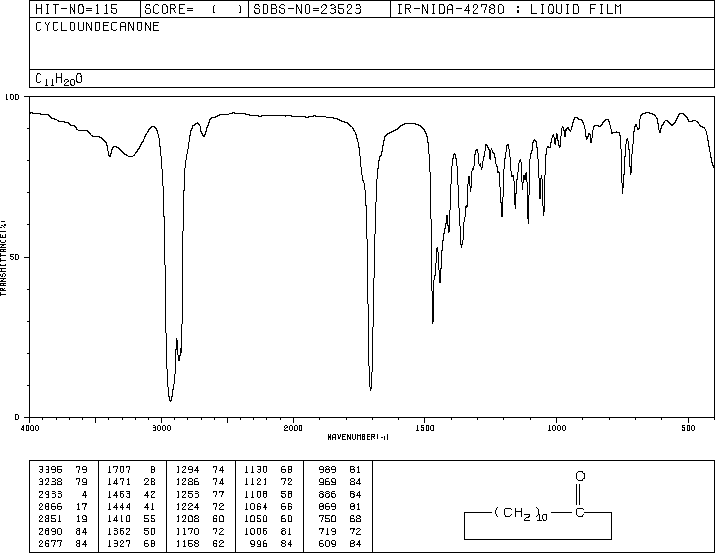 HIT-NO=115 SCORE= ( ) SDBS-NO=23523 IR-NIDA-42780 : LIQUID FILM
CYCLOUNDECANONE
C11H20O
100
50
0
TRANSMITTANCE(%)
4000 3000 2000 1500 1000 500
WAVENUMBER(-1)
3395 79 1707 8 1294 74 1130 68 989 81
3238 79 1471 28 1286 74 1121 72 969 84
2933 4 1463 42 1253 77 1108 58 886 84
2866 17 1444 41 1224 72 1064 66 869 81
2851 19 1410 55 1208 60 1050 60 750 68
2690 84 1362 50 1170 72 1006 81 719 72
2677 84 1327 68 1158 62 996 84 609 84
O
(CH2)10 C